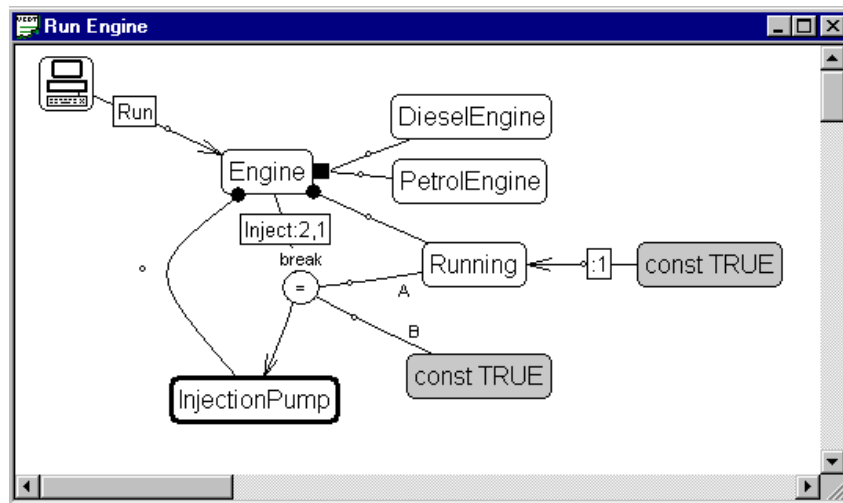 Run Engine
DieselEngine
Run
Engine
PetrolEngine
Inject:2,1
break
Running
:1
const TRUE
=
A
B
const TRUE
InjectionPump